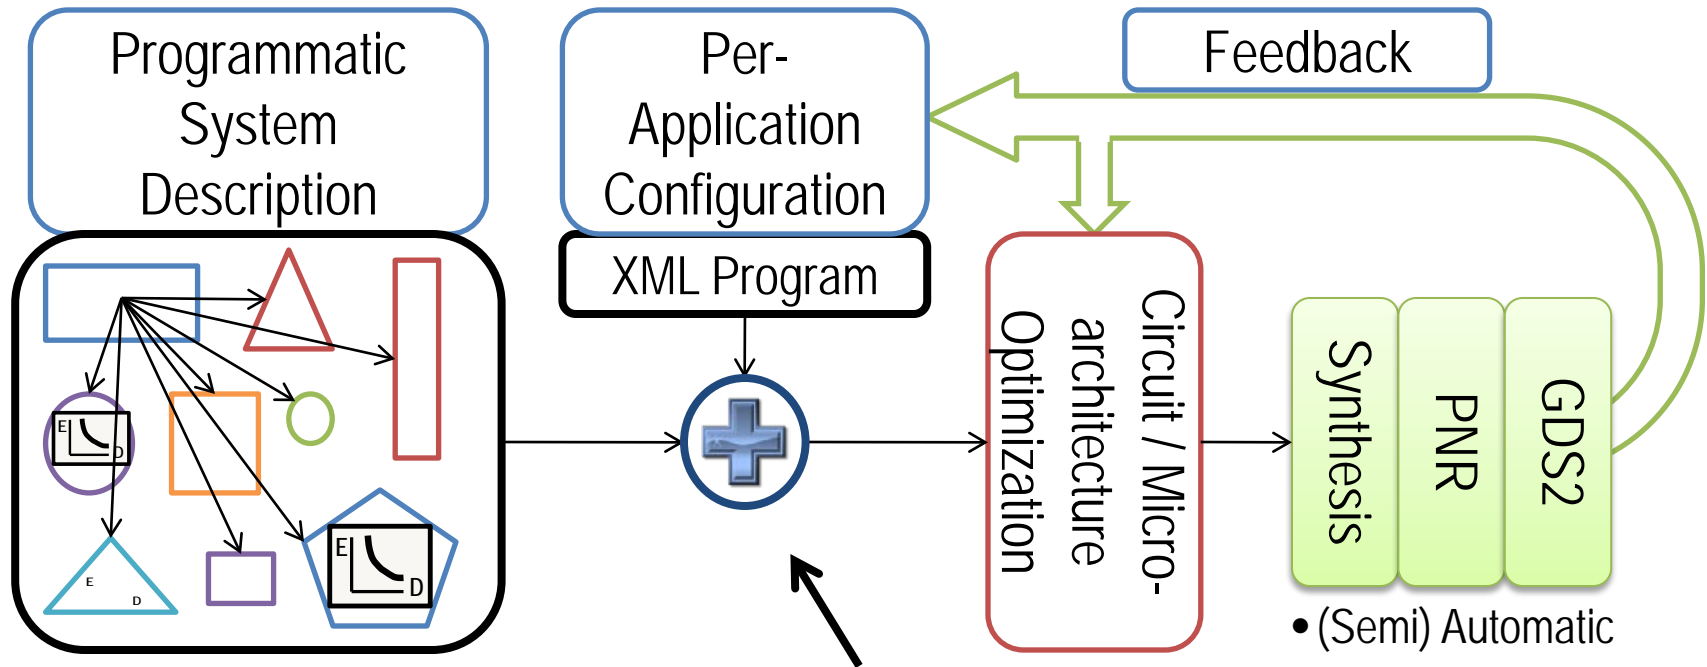 Programmatic
System
Description
Per-
Application
Configuration
XML Program
Feedback
E
D
E
D
E
D
Circuit / Micro-
architecture
Optimization
Synthesis
PNR
GDS2
• (Semi) Automatic